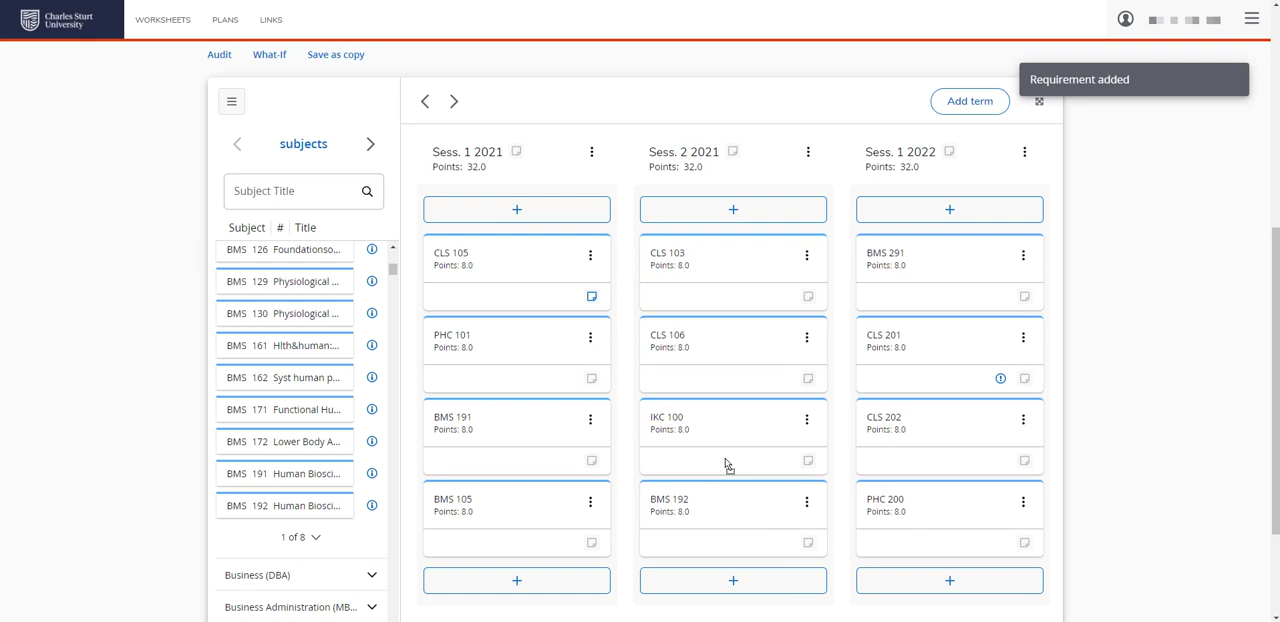 Charles Sturt
University
WORKSHEETS PLANS LINKS
Audit What-If Save as copy
Requirement added
Add term
subjects
Subject Title
Subject # Title
BMS 126 Foundationso...
BMS 129 Physiological ...
BMS 130 Physiological ...
BMS 161 Hlth&human:...
BMS 162 Syst human p...
BMS 171 Functional Hu...
BMS 172 Lower Body A...
BMS 191 Human Biosci...
BMS 192 Human Biosci...
1 of 8
Business (DBA)
Business Administration (MB...
Sess. 1 2021
Points: 32.0
+
CLS 105
Points: 8.0
PHC 101
Points: 8.0
BMS 191
Points: 8.0
BMS 105
Points: 8.0
+
Sess. 2 2021
Points: 32.0
+
CLS 103
Points: 8.0
CLS 106
Points: 8.0
IKC 100
Points: 8.0
BMS 192
Points: 8.0
+
Sess. 1 2022
Points: 32.0
+
BMS 291
Points: 8.0
CLS 201
Points: 8.0
CLS 202
Points: 8.0
PHC 200
Points: 8.0
+